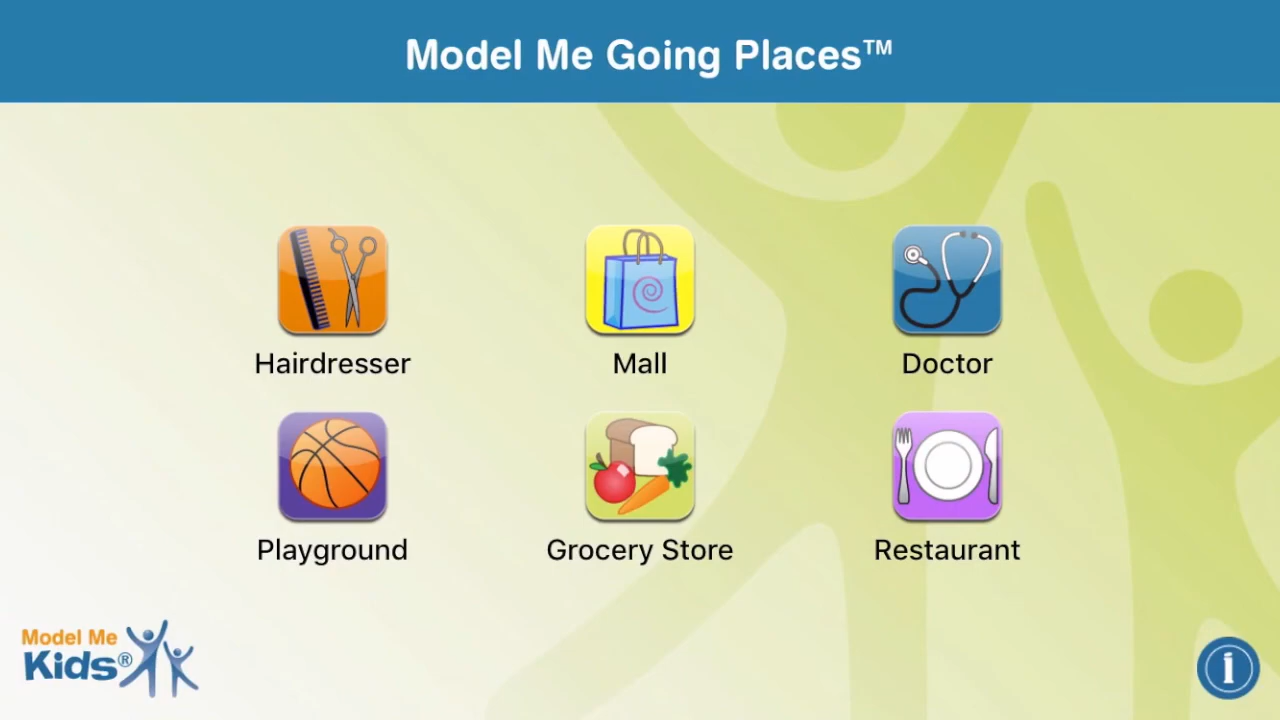 Model Me Going Places™
Hairdresser
Mall
Doctor
Playground
Grocery Store
Restaurant
Model Me
Kids®
i